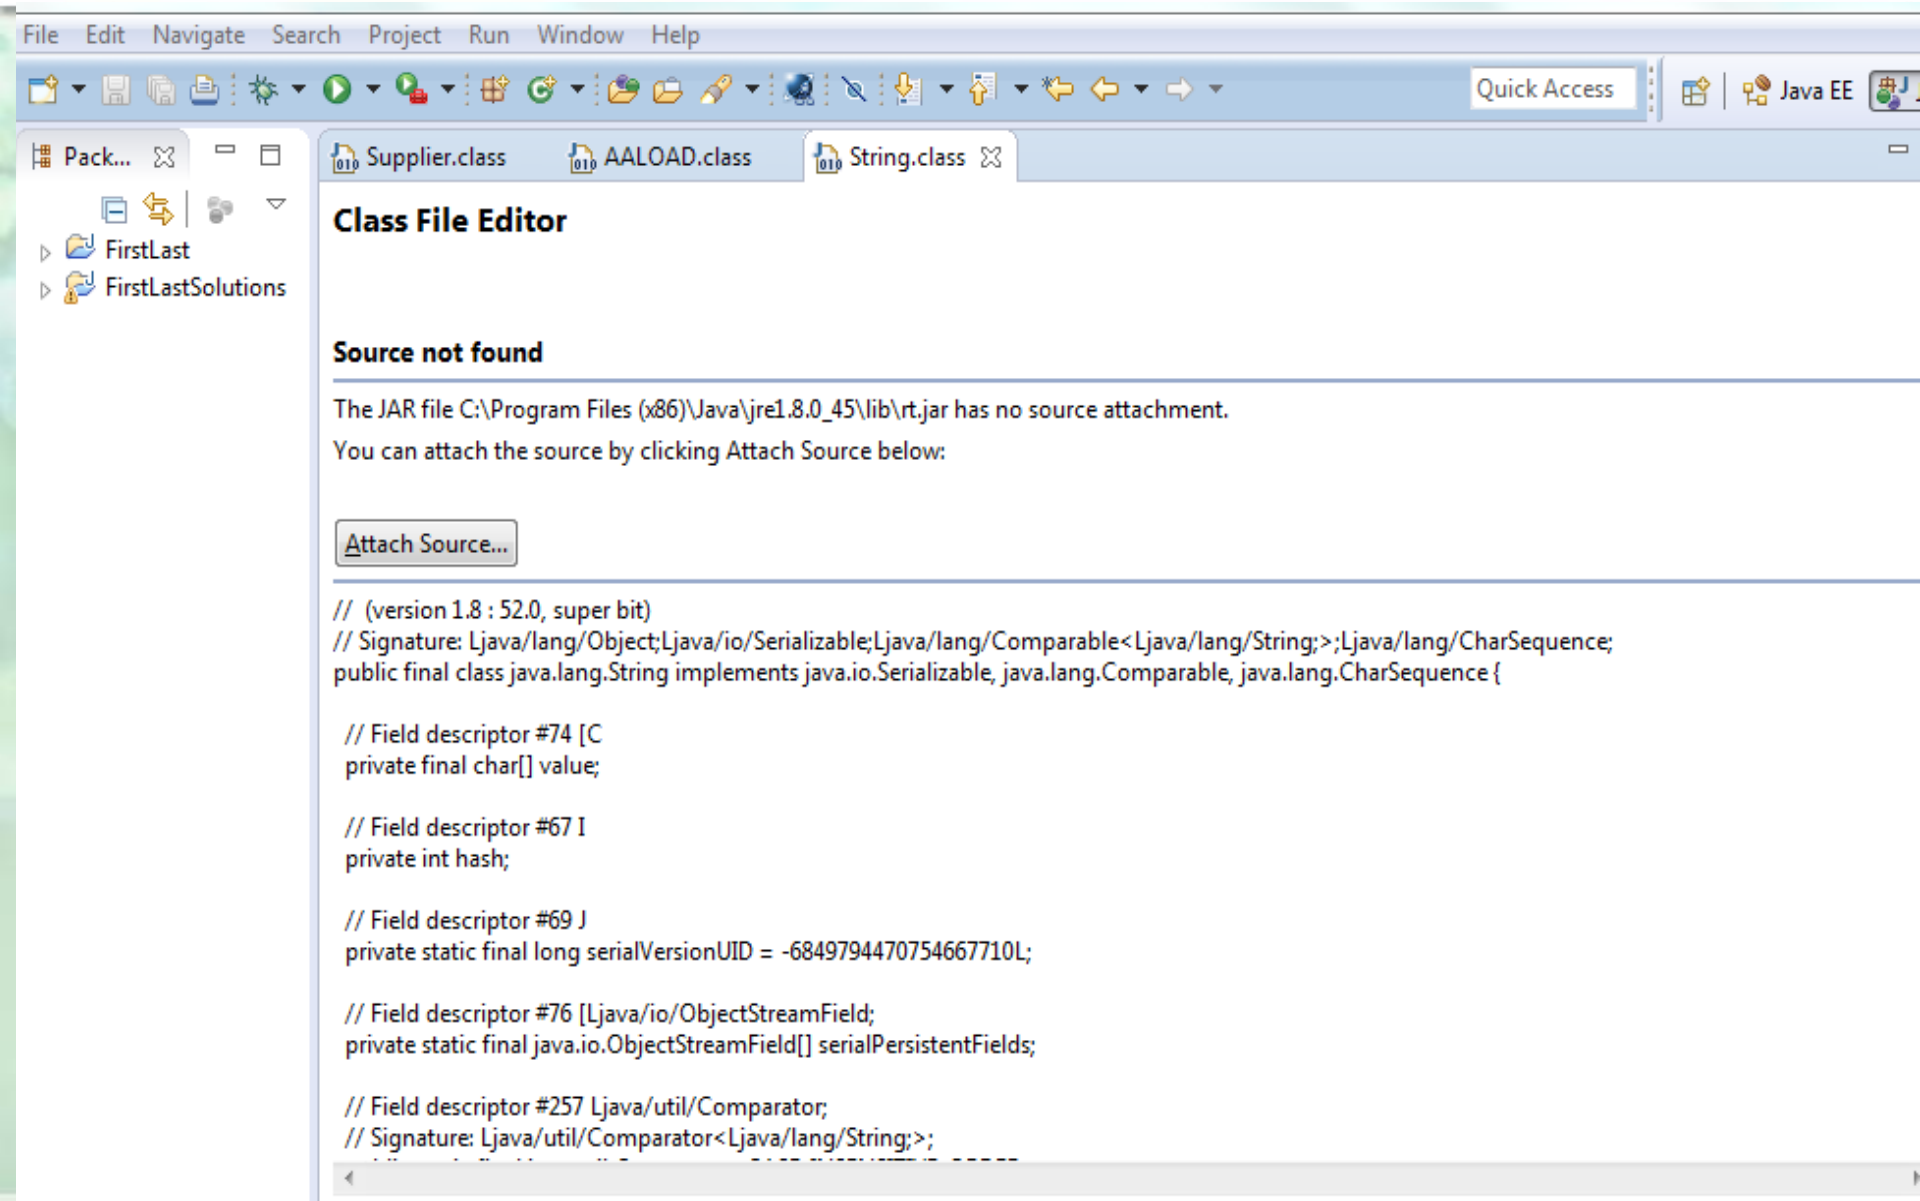 File Edit Navigate Search Project Run Window Help
Quick Access
Java EE
Pack...
Supplier.class
AALOAD.class
String.class
FirstLast
FirstLastSolutions
Class File Editor
Source not found
The JAR file C:\Program Files (x86)\Java\jre1.8.0_45\lib\rt.jar has no source attachment.
You can attach the source by clicking Attach Source below:
Attach Source...
// (version 1.8 : 52.0, super bit)
// Signature: Ljava/lang/Object;Ljava/io/Serializable;Ljava/lang/Comparable<Ljava/lang/String;>;Ljava/lang/CharSequence;
public final class java.lang.String implements java.io.Serializable, java.lang.Comparable, java.lang.CharSequence {
// Field descriptor #74 [C
private final char[] value;
// Field descriptor #67 I
private int hash;
// Field descriptor #69 J
private static final long serialVersionUID = -6849794470754667710L;
// Field descriptor #76 [Ljava/io/ObjectStreamField;
private static final java.io.ObjectStreamField[] serialPersistentFields;
// Field descriptor #257 Ljava/util/Comparator;
// Signature: Ljava/util/Comparator<Ljava/lang/String;>;